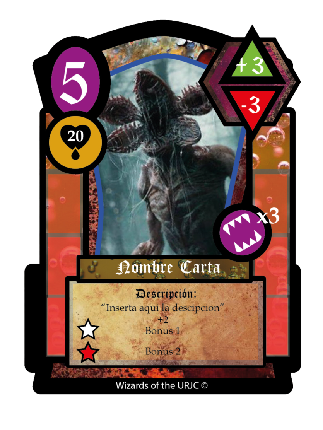 5
+3
20
-3
x3
Nombre Carta
Descripción:
"Inserta aquí la descipcion"
+2
Bonus 1
Bonus 2
Wizards of the URJC ©